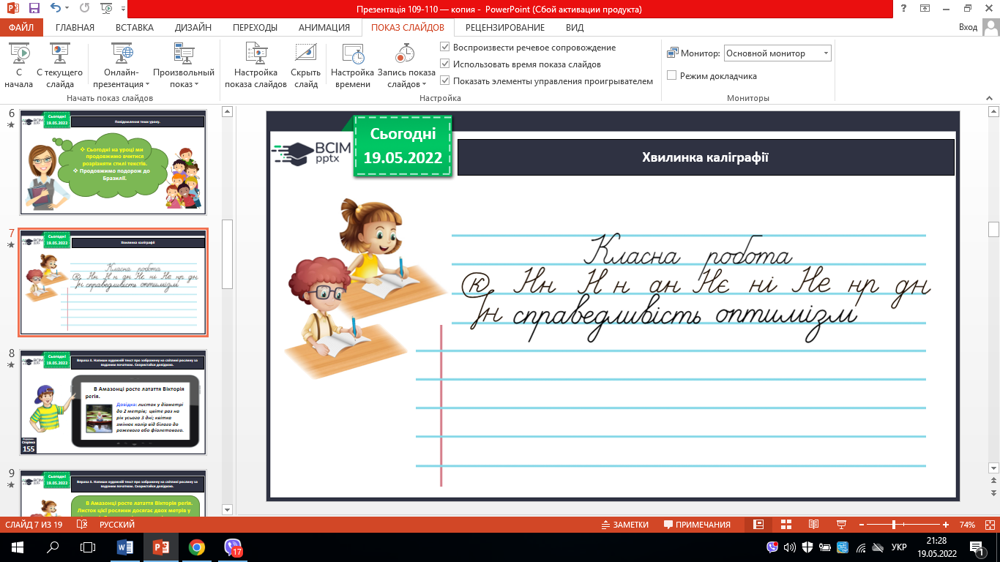 Презентація 109-110 — копия - PowerPoint (Сбой активации продукта)
ФАЙЛ ГЛАВНАЯ ВСТАВКА ДИЗАЙН ПЕРЕХОДЫ АНИМАЦИЯ ПОКАЗ СЛАЙДОВ РЕЦЕНЗИРОВАНИЕ ВИД Вход
С начала
С текущего слайда
Онлайн-презентация
Произвольный показ
Начать показ слайдов
Настройка показа слайдов
Скрыть слайд
Настройка времени
Запись показа слайдов
Воспроизвести речевое сопровождение
Использовать время показа слайдов
Показать элементы управления проигрывателем
Настройка
Монитор: Основной монитор
Режим докладчика
Мониторы
6
Сьогодні
19.05.2022
Повідомлення теми уроку.
Сьогодні на уроці ми
продовжимо вчитися
розрізняти стилі текстів.
Продовжимо подорож до
Бразилії.
7
Сьогодні
19.05.2022
Хвилинка каліграфії
Класна робота
к Нн Н н ан Нє ні Не нр дн
Гн справедливість оптимізм
8
Сьогодні
19.05.2022
Вправа 4. Напиши художній текст про зображену на світлині рослину за
поданим початком. Скористайся довідкою.
В Амазонці росте латаття Вікторія
регія.
Довідка: листок у діаметрі
до 2 метрів; цвіте раз на
рік усього 3 дні; квітка
змінює колір від білого до
рожевого або фіолетового.
Сторінка
155
9
Сьогодні
19.05.2022
Вправа 4. Напиши художній текст про зображену на світлині рослину за
поданим початком. Скористайся довідкою.
В Амазонці росте латаття Вікторія регія.
Листок цієї рослини досягає двох метрів у
ВСІМ
pptx
Сьогодні
19.05.2022
Хвилинка каліграфії
Класна робота
к Нн Н н ан Нє ні Не нр дн
Гн справедливість оптимізм
СЛАЙД 7 ИЗ 19 РУССКИЙ ЗАМЕТКИ ПРИМЕЧАНИЯ 74%
17 УКР 21:28
19.05.2022 1